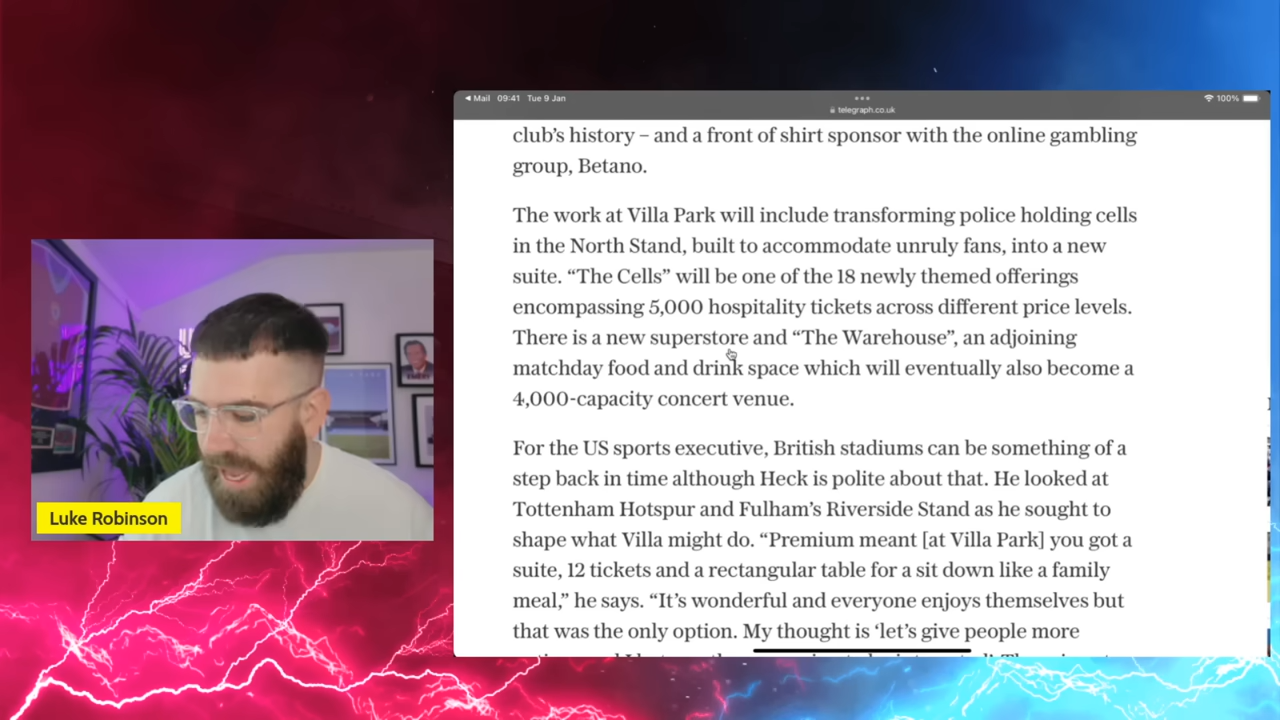 ◀ Mail 09:41 Tue 9 Jan
100%
telegraph.co.uk
club’s history – and a front of shirt sponsor with the online gambling
group, Betano.
The work at Villa Park will include transforming police holding cells
in the North Stand, built to accommodate unruly fans, into a new
suite. “The Cells” will be one of the 18 newly themed offerings
encompassing 5,000 hospitality tickets across different price levels.
There is a new superstore and “The Warehouse”, an adjoining
matchday food and drink space which will eventually also become a
4,000-capacity concert venue.
For the US sports executive, British stadiums can be something of a
step back in time although Heck is polite about that. He looked at
Tottenham Hotspur and Fulham’s Riverside Stand as he sought to
shape what Villa might do. “Premium meant [at Villa Park] you got a
suite, 12 tickets and a rectangular table for a sit down like a family
meal,” he says. “It’s wonderful and everyone enjoys themselves but
that was the only option. My thought is ‘let’s give people more
EMERY
Luke Robinson